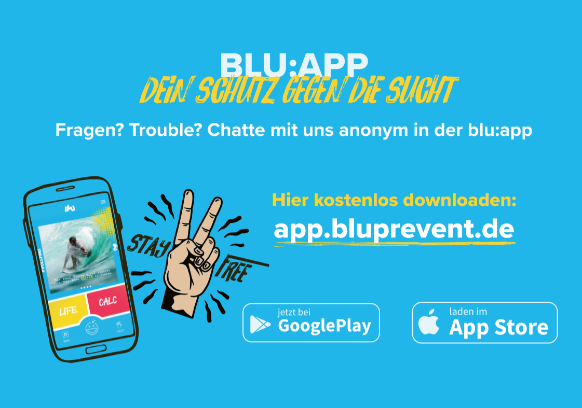 BLU:APP
DEIN SCHUTZ GEGEN DIE SUCHT
Fragen? Trouble? Chatte mit uns anonym in der blu:app
Hier kostenlos downloaden:
app.bluprevent.de
blu
STAY
FREE
LIFE
CALC
jetzt bei
GooglePlay
laden im
App Store